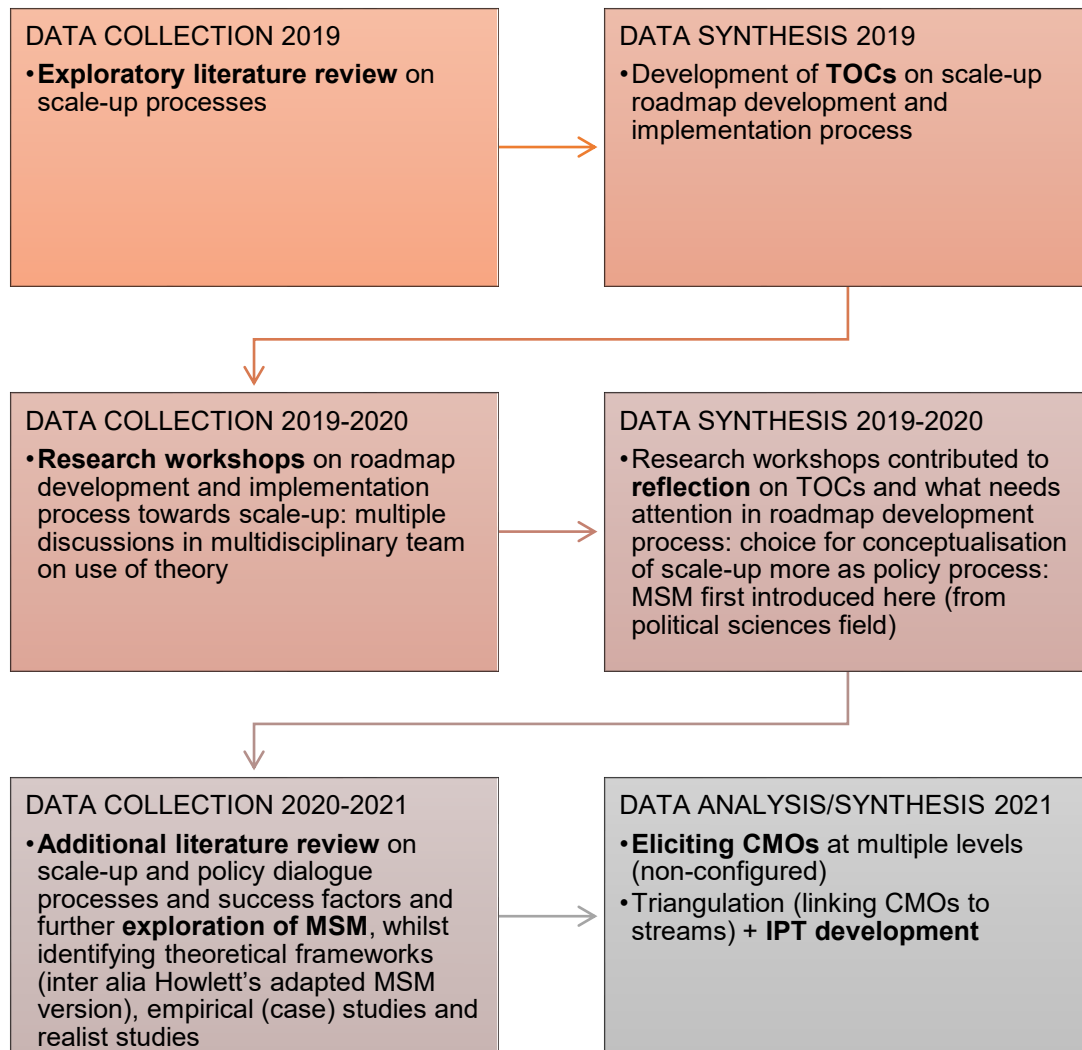 DATA COLLECTION 2019
•Exploratory literature review on
scale-up processes
DATA SYNTHESIS 2019
•Development of TOCs on scale-up
roadmap development and
implementation process
DATA COLLECTION 2019-2020
•Research workshops on roadmap
development and implementation
process towards scale-up: multiple
discussions in multidisciplinary team
on use of theory
DATA SYNTHESIS 2019-2020
•Research workshops contributed to
reflection on TOCs and what needs
attention in roadmap development
process: choice for conceptualisation
of scale-up more as policy process:
MSM first introduced here (from
political sciences field)
DATA COLLECTION 2020-2021
•Additional literature review on
scale-up and policy dialogue
processes and success factors and
further exploration of MSM, whilst
identifying theoretical frameworks
(inter alia Howlett’s adapted MSM
version), empirical (case) studies and
realist studies
DATA ANALYSIS/SYNTHESIS 2021
•Eliciting CMOs at multiple levels
(non-configured)
•Triangulation (linking CMOs to
streams) + IPT development